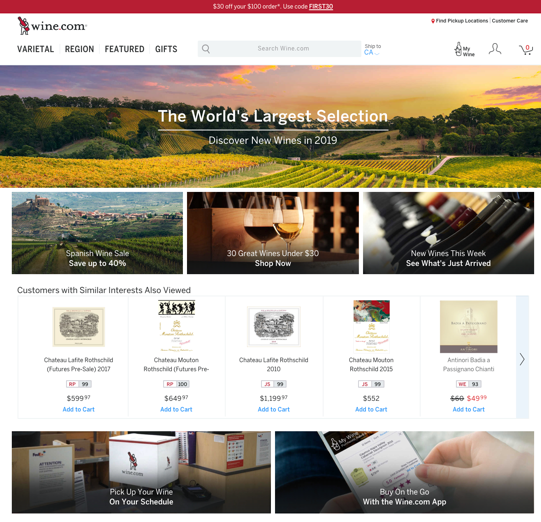 $30 off your $100 order*. Use code FIRST30
wine.com
Find Pickup Locations | Customer Care
VARIETAL REGION FEATURED GIFTS
Search Wine.com
Ship to
CA ...
My
Wine
0
The World's Largest Selection
Discover New Wines in 2019
Spanish Wine Sale
Save up to 40%
30 Great Wines Under $30
Shop Now
New Wines This Week
See What's Just Arrived
Customers with Similar Interests Also Viewed
Chateau Lafite Rothschild
(Futures Pre-Sale) 2017
RP 99
$599.97
Add to Cart
Chateau Mouton
Rothschild (Futures Pre-
RP 100
$649.97
Add to Cart
Chateau Lafite Rothschild
2010
JS 99
$1,199.97
Add to Cart
Chateau Mouton
Rothschild 2015
JS 99
$552
Add to Cart
Antinori Badia a
Passignano Chianti
WE 93
$60 $49.99
Add to Cart
FedEx
ATTENTION
Pick Up Your Wine
On Your Schedule
My Wine
Buy On the Go
With the Wine.com App